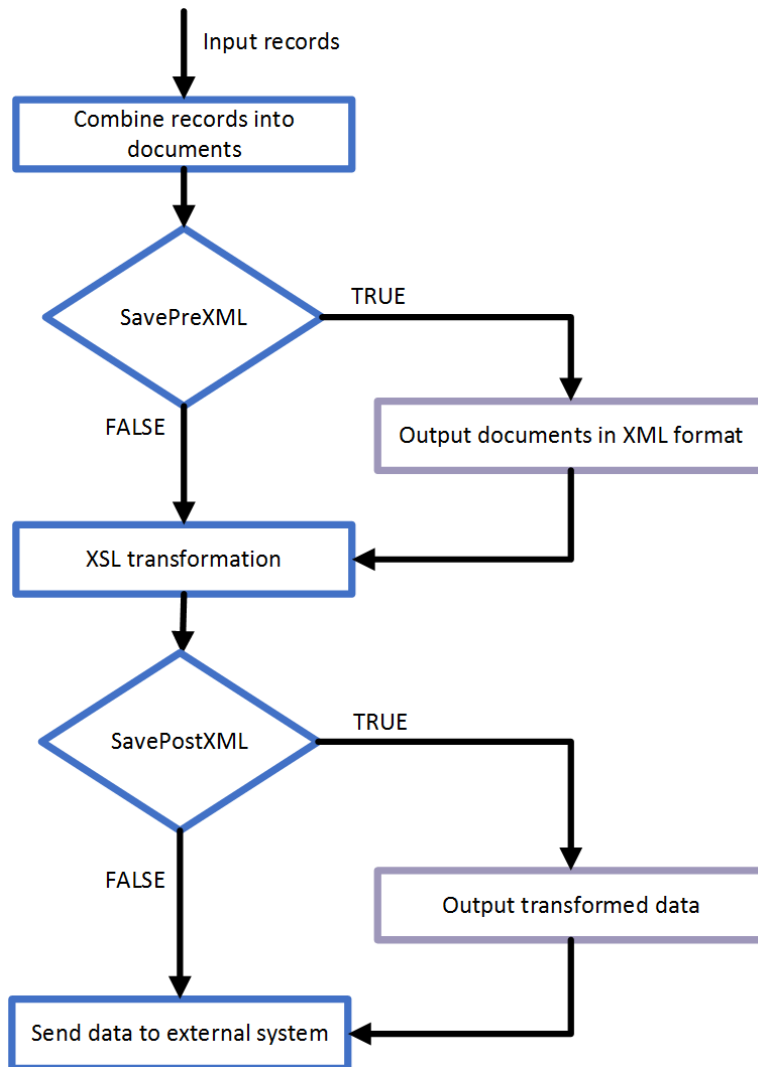 Input records
Combine records into
documents
SavePreXML
TRUE
FALSE
Output documents in XML format
XSL transformation
SavePostXML
TRUE
FALSE
Output transformed data
Send data to external system